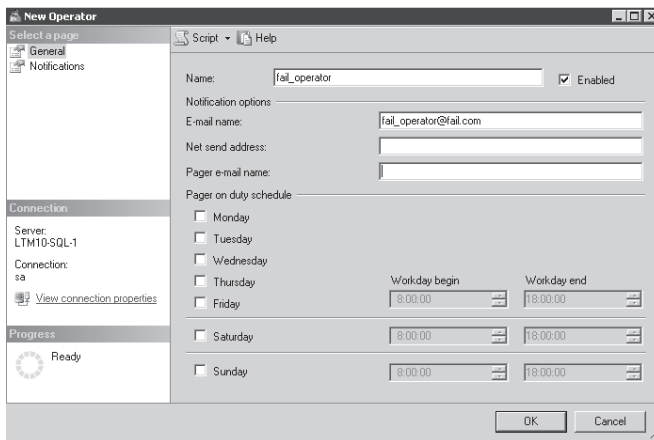 New Operator
Select a page
General
Notifications
Script Help
Name: fail_operator Enabled
Notification options
E-mail name: fail_operator@fail.com
Net send address:
Pager e-mail name:
Pager on duty schedule
Monday
Tuesday
Wednesday
Thursday Workday begin Workday end
Friday 8:00:00 18:00:00
Saturday 8:00:00 18:00:00
Sunday 8:00:00 18:00:00
Connection
Server:
LTM10-SQL-1
Connection:
sa
View connection properties
Progress
Ready
OK Cancel